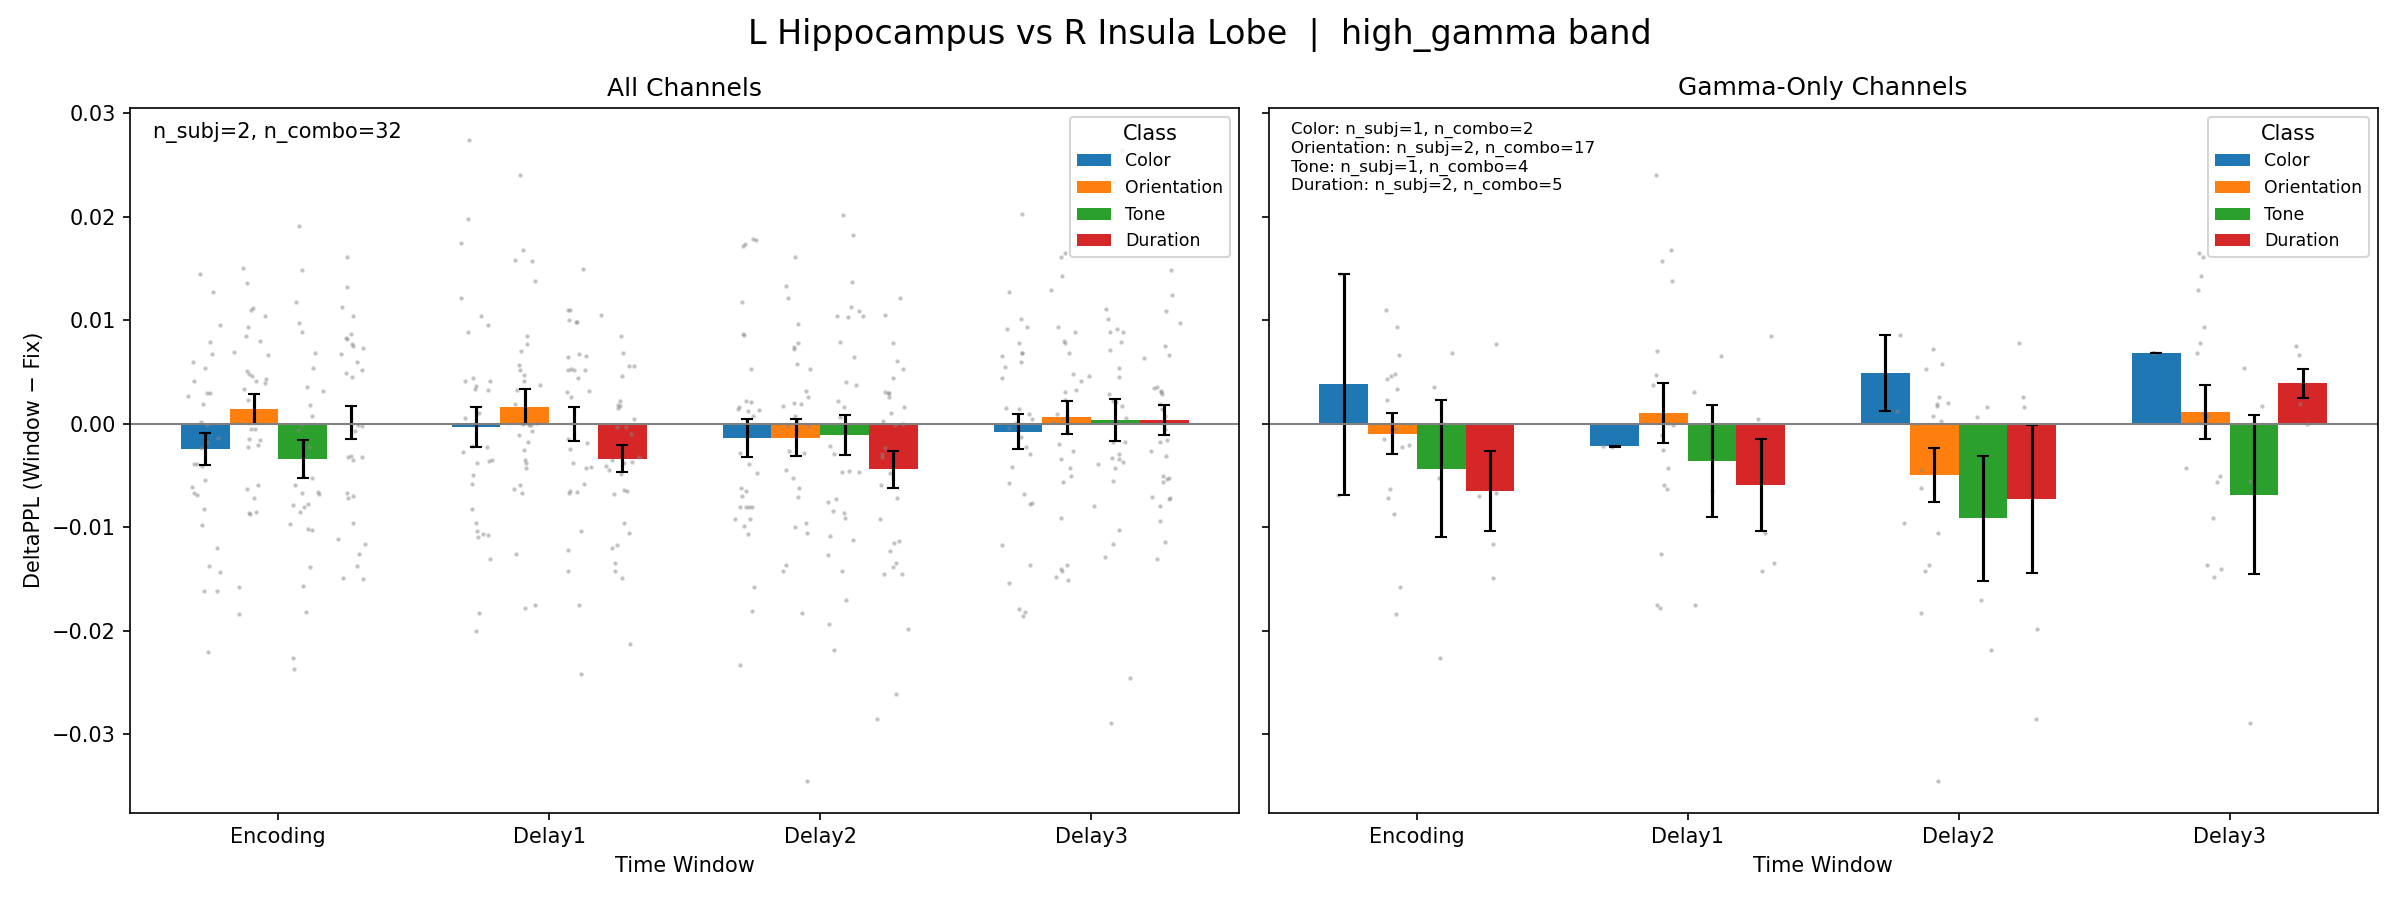 L Hippocampus vs R Insula Lobe | high_gamma band
All Channels
n_subj=2, n_combo=32
Class
Color
Orientation
Tone
Duration
0.03
0.02
0.01
0.00
−0.01
−0.02
−0.03
DeltaPPL (Window − Fix)
Encoding
Delay1
Delay2
Delay3
Time Window
Gamma-Only Channels
Color: n_subj=1, n_combo=2
Orientation: n_subj=2, n_combo=17
Tone: n_subj=1, n_combo=4
Duration: n_subj=2, n_combo=5
Class
Color
Orientation
Tone
Duration
Encoding
Delay1
Delay2
Delay3
Time Window